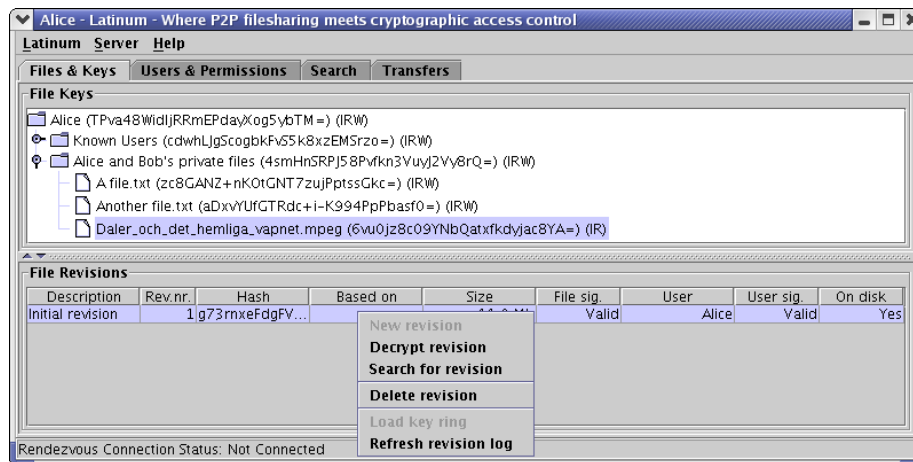 Alice - Latinum - Where P2P filesharing meets cryptographic access control
Latinum Server Help
Files & Keys Users & Permissions Search Transfers
File Keys
Alice (TPva48WidIjRRmEPdayXog5ybTM=) (IRW)
Known Users (cdwhLJgScogbkFvS5k8xzEMSrzo=) (IRW)
Alice and Bob's private files (4smHnSRPJ58Pvfkn3VuyJ2Vy8rQ=) (IRW)
A file.txt (zc8GANZ+nKOtGNT7zujPptssGkc=) (IRW)
Another file.txt (aDxvYUfGTRdc+i-K994PpPbasf0=) (IRW)
Daler_och_det_hemliga_vapnet.mpeg (6vu0jz8c09YNbQatxfkdyjac8YA=) (IR)
File Revisions
Description Rev.nr. Hash Based on Size File sig. User User sig. On disk
Initial revision 1 g73rnxeFdgFV... Valid Alice Valid Yes
New revision
Decrypt revision
Search for revision
Delete revision
Load key ring
Refresh revision log
Rendezvous Connection Status: Not Connected